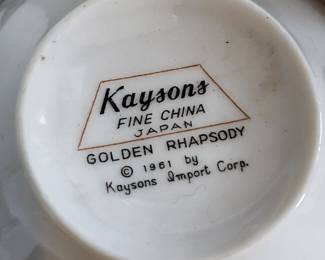 Kaysons
FINE CHINA
JAPAN
GOLDEN RHAPSODY
© 1961 by
Kaysons Import Corp.